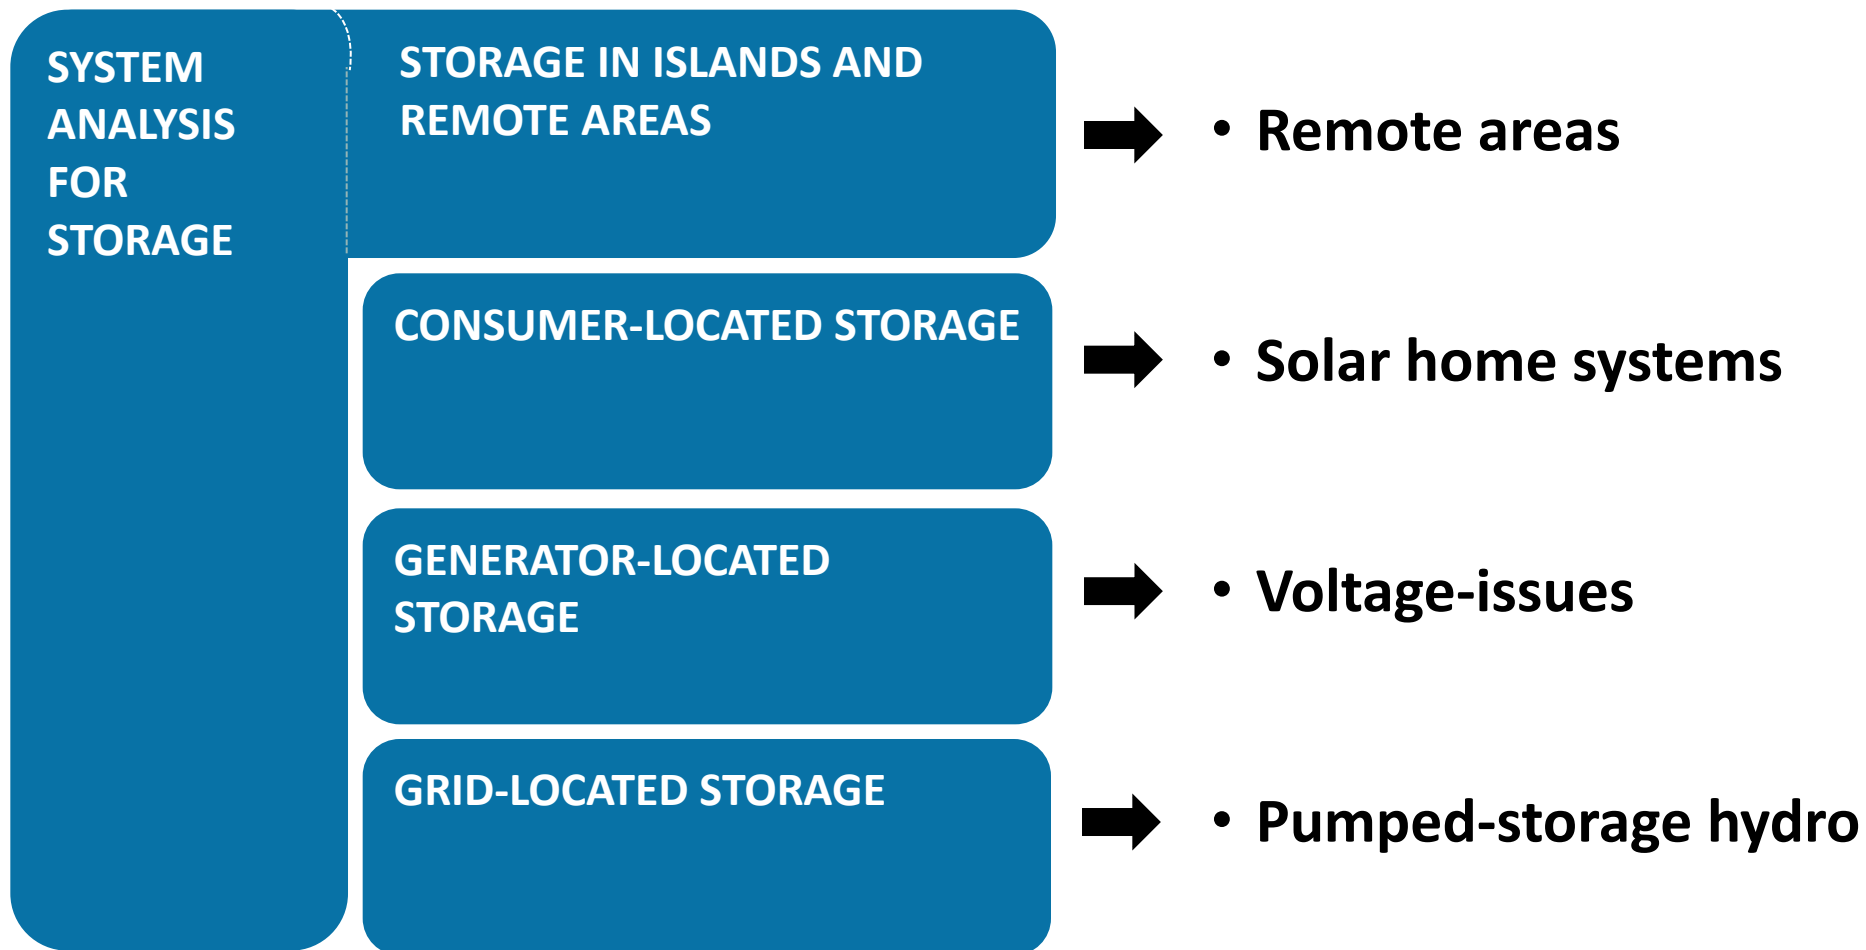 SYSTEM
ANALYSIS
FOR
STORAGE
STORAGE IN ISLANDS AND
REMOTE AREAS
• Remote areas
CONSUMER-LOCATED STORAGE
• Solar home systems
GENERATOR-LOCATED
STORAGE
• Voltage-issues
GRID-LOCATED STORAGE
• Pumped-storage hydro